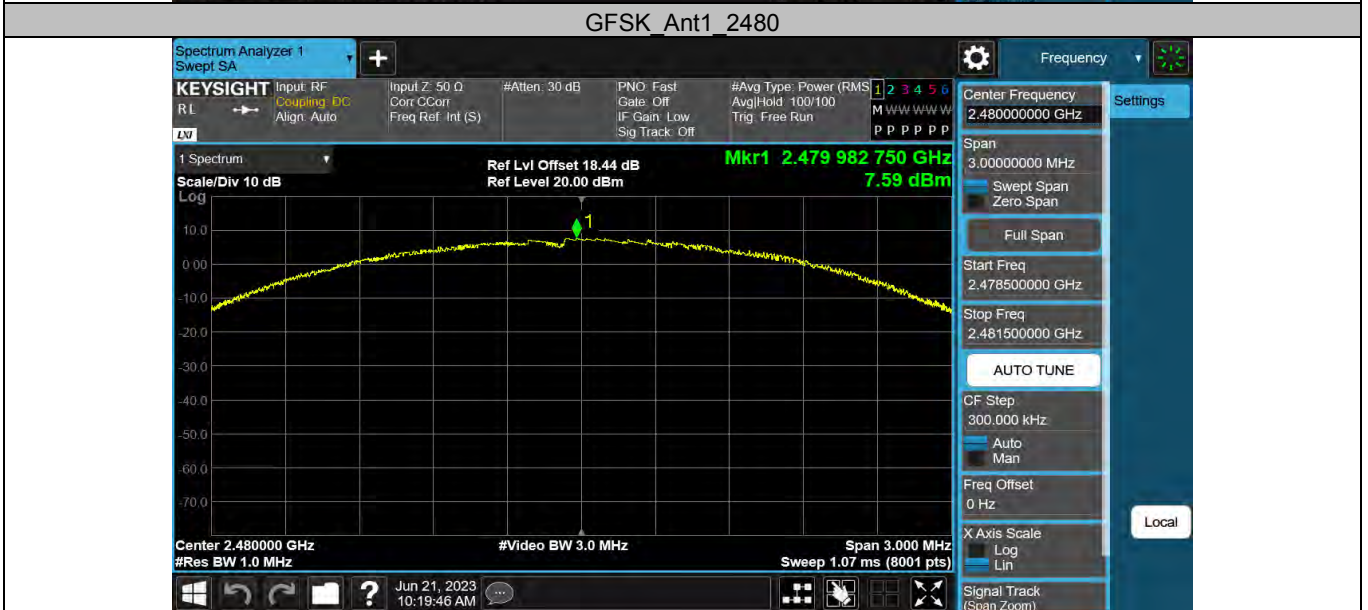 GFSK_Ant1_2480
Spectrum Analyzer 1
Swept SA
Frequency
KEYSIGHT
RL
LXI
Input: RF
Coupling: DC
Align: Auto
Input Z: 50 Ω
Corr CCorr
Freq Ref: Int (S)
#Atten: 30 dB
PNO: Fast
Gate: Off
IF Gain: Low
Sig Track: Off
#Avg Type: Power (RMS
Avg|Hold: 100/100
Trig: Free Run
1 2 3 4 5 6
M W W W W W
P P P P P P
1 Spectrum
Scale/Div 10 dB
Log
Ref Lvl Offset 18.44 dB
Ref Level 20.00 dBm
Mkr1 2.479 982 750 GHz
7.59 dBm
1
10.0
0.00
-10.0
-20.0
-30.0
-40.0
-50.0
-60.0
-70.0
Center 2.480000 GHz
#Res BW 1.0 MHz
#Video BW 3.0 MHz
Span 3.000 MHz
Sweep 1.07 ms (8001 pts)
?
Jun 21, 2023
10:19:46 AM
Center Frequency
2.480000000 GHz
Span
3.00000000 MHz
Swept Span
Zero Span
Full Span
Start Freq
2.478500000 GHz
Stop Freq
2.481500000 GHz
AUTO TUNE
CF Step
300.000 kHz
Auto
Man
Freq Offset
0 Hz
X Axis Scale
Log
Lin
Signal Track
(Span Zoom)
Settings
Local